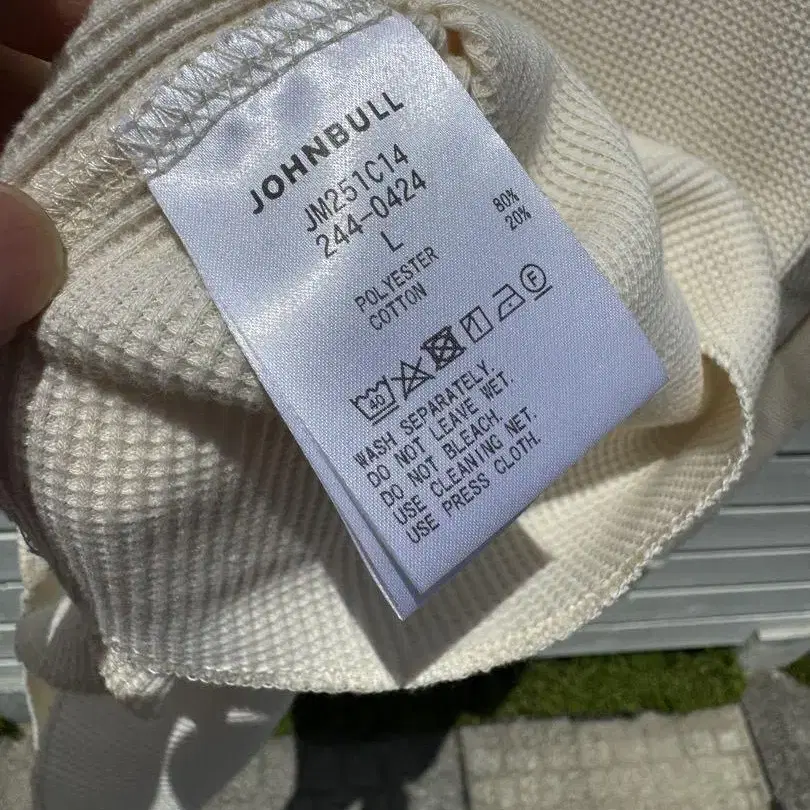 JOHNBULL
JM251C14
244-0424
L
POLYESTER 80%
COTTON 20%
40 F
WASH SEPARATELY.
DO NOT LEAVE WET.
DO NOT BLEACH.
USE CLEANING NET.
USE PRESS CLOTH.